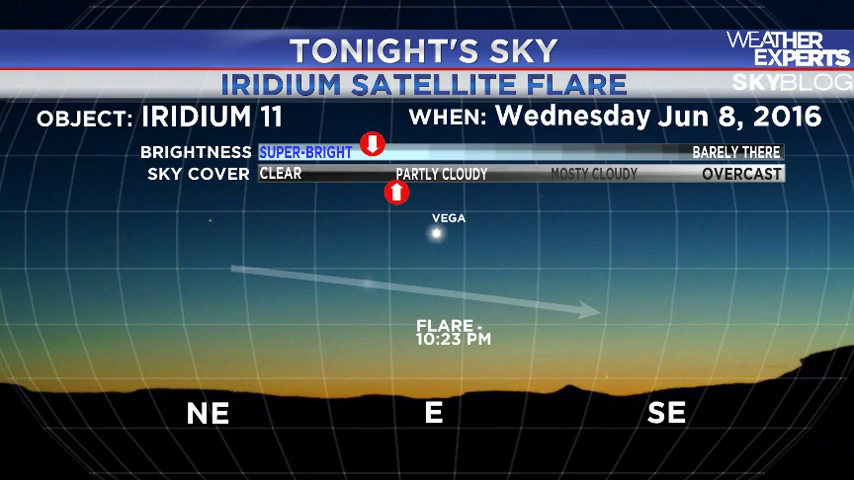 TONIGHT'S SKY
WEATHER
EXPERTS
SKYBLOG
IRIDIUM SATELLITE FLARE
OBJECT: IRIDIUM 11
WHEN: Wednesday Jun 8, 2016
BRIGHTNESS SUPER-BRIGHT BARELY THERE
SKY COVER CLEAR PARTLY CLOUDY MOSTY CLOUDY OVERCAST
VEGA
FLARE -
10:23 PM
NE E SE